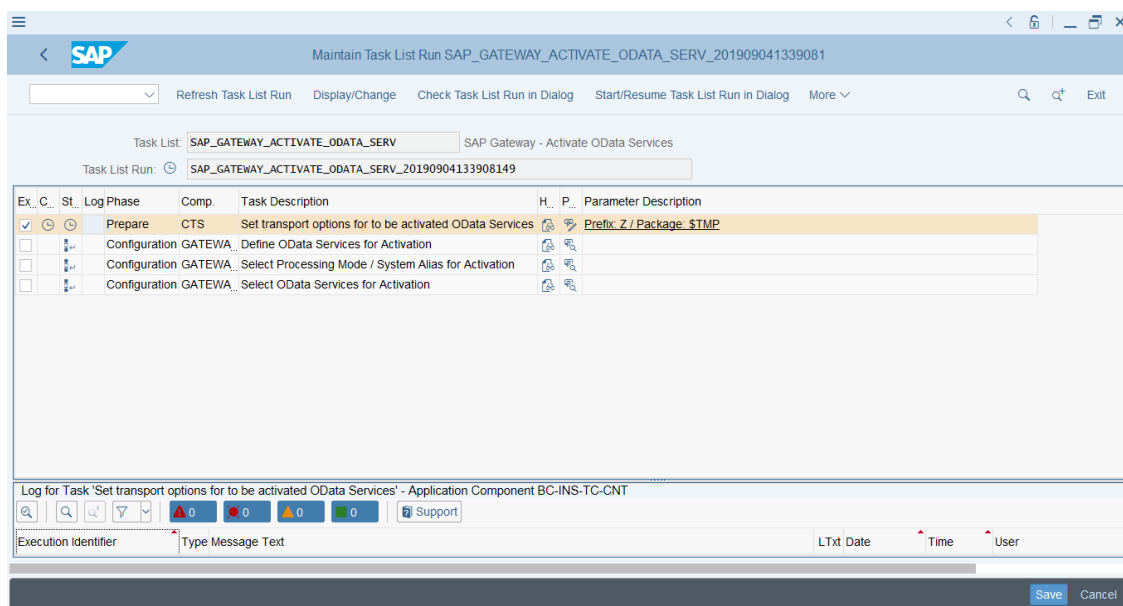 SAP Maintain Task List Run SAP_GATEWAY_ACTIVATE_ODATA_SERV_201909041339081
Refresh Task List Run Display/Change Check Task List Run in Dialog Start/Resume Task List Run in Dialog More Exit
Task List: SAP_GATEWAY_ACTIVATE_ODATA_SERV SAP Gateway - Activate OData Services
Task List Run: SAP_GATEWAY_ACTIVATE_ODATA_SERV_20190904133908149
Ex... C... St... Log Phase Comp. Task Description H... P... Parameter Description
Prepare CTS Set transport options for to be activated OData Services Prefix: Z / Package: $TMP
Configuration GATEWA... Define OData Services for Activation
Configuration GATEWA... Select Processing Mode / System Alias for Activation
Configuration GATEWA... Select OData Services for Activation
Log for Task 'Set transport options for to be activated OData Services' - Application Component BC-INS-TC-CNT
0 0 0 0 Support
Execution Identifier Type Message Text LTxt Date Time User
Save Cancel